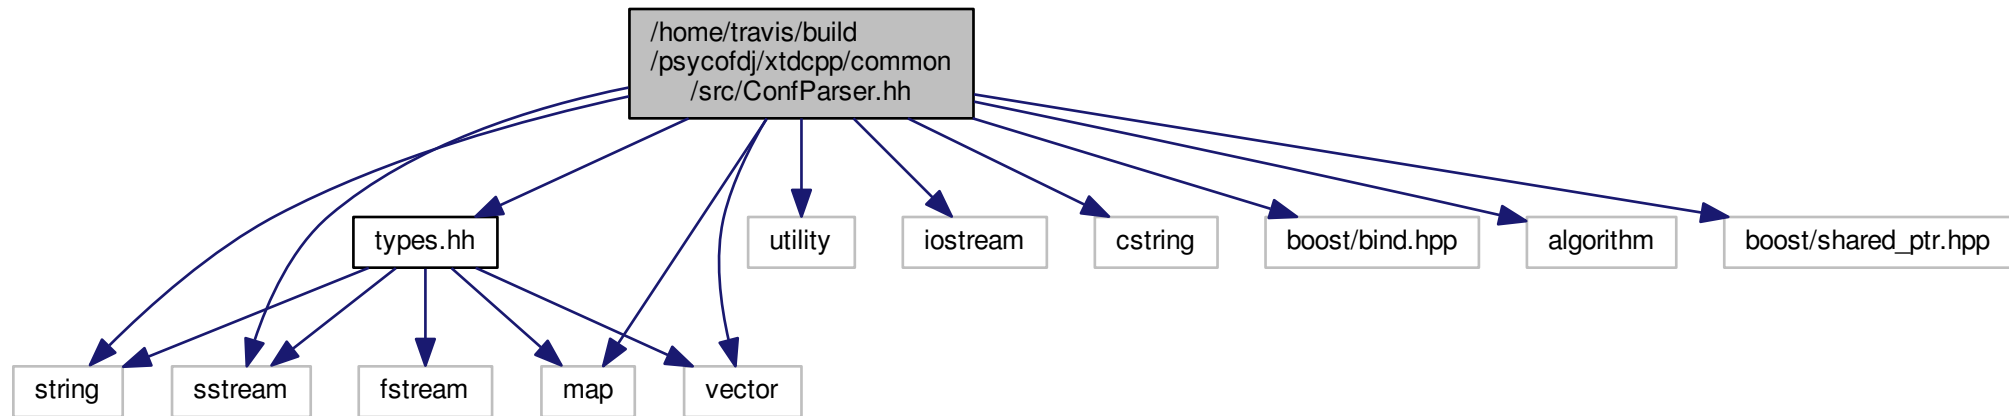 /home/travis/build
/psycofdj/xtdcpp/common
/src/ConfParser.hh
types.hh
utility
iostream
cstring
boost/bind.hpp
algorithm
boost/shared_ptr.hpp
string
sstream
fstream
map
vector